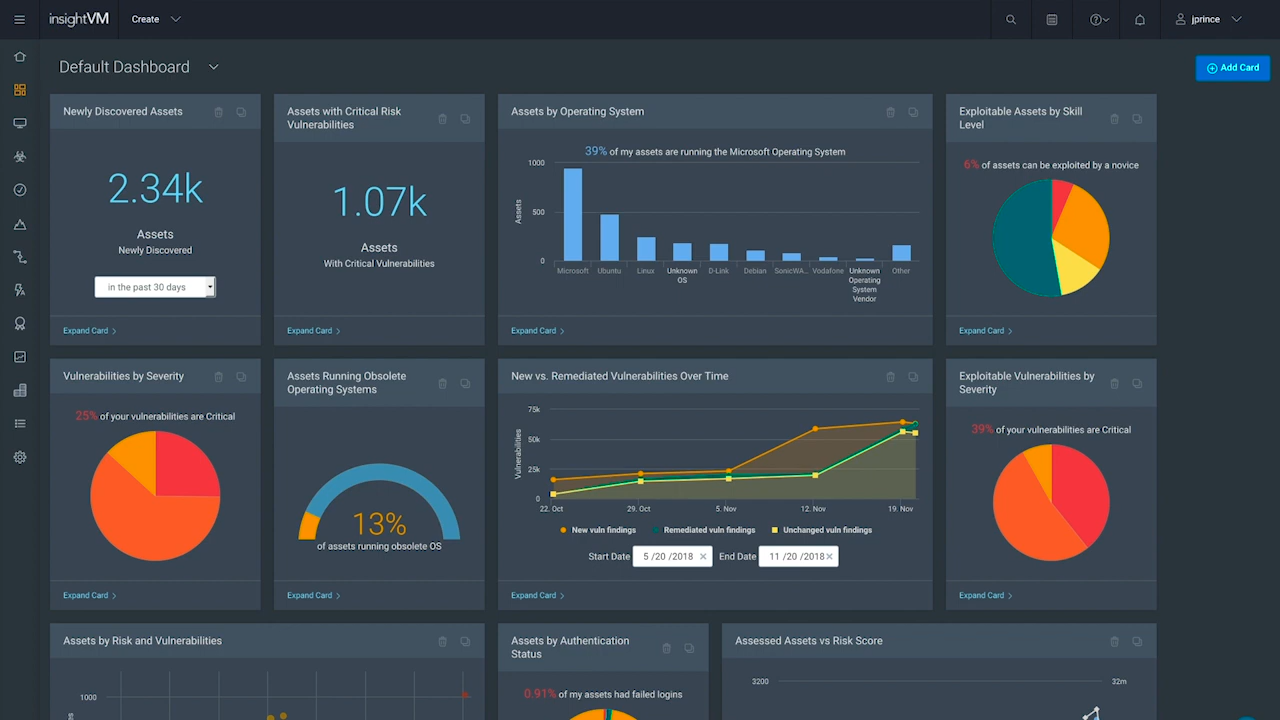 insightVM
Create
jprince
Default Dashboard
Add Card
Newly Discovered Assets
2.34k
Assets
Newly Discovered
in the past 30 days
Expand Card
Assets with Critical Risk
Vulnerabilities
1.07k
Assets
With Critical Vulnerabilities
Expand Card
Assets by Operating System
39% of my assets are running the Microsoft Operating System
1000
500
0
Assets
Microsoft Ubuntu Linux Unknown OS D-Link Debian SonicWA... Vodafone Unknown Operating System Vendor Other
Expand Card
Exploitable Assets by Skill
Level
6% of assets can be exploited by a novice
Expand Card
Vulnerabilities by Severity
25% of your vulnerabilities are Critical
Expand Card
Assets Running Obsolete
Operating Systems
13%
of assets running obsolete OS
Expand Card
New vs. Remediated Vulnerabilities Over Time
75k
50k
25k
0
Vulnerabilities
22. Oct 29. Oct 5. Nov 12. Nov 19. Nov
New vuln findings Remediated vuln findings Unchanged vuln findings
Start Date 5 /20 /2018 End Date 11 /20 /2018
Expand Card
Exploitable Vulnerabilities by
Severity
39% of your vulnerabilities are Critical
Expand Card
Assets by Risk and Vulnerabilities
1000
Assets by Authentication
Status
0.91% of my assets had failed logins
Assessed Assets vs Risk Score
3200
32m